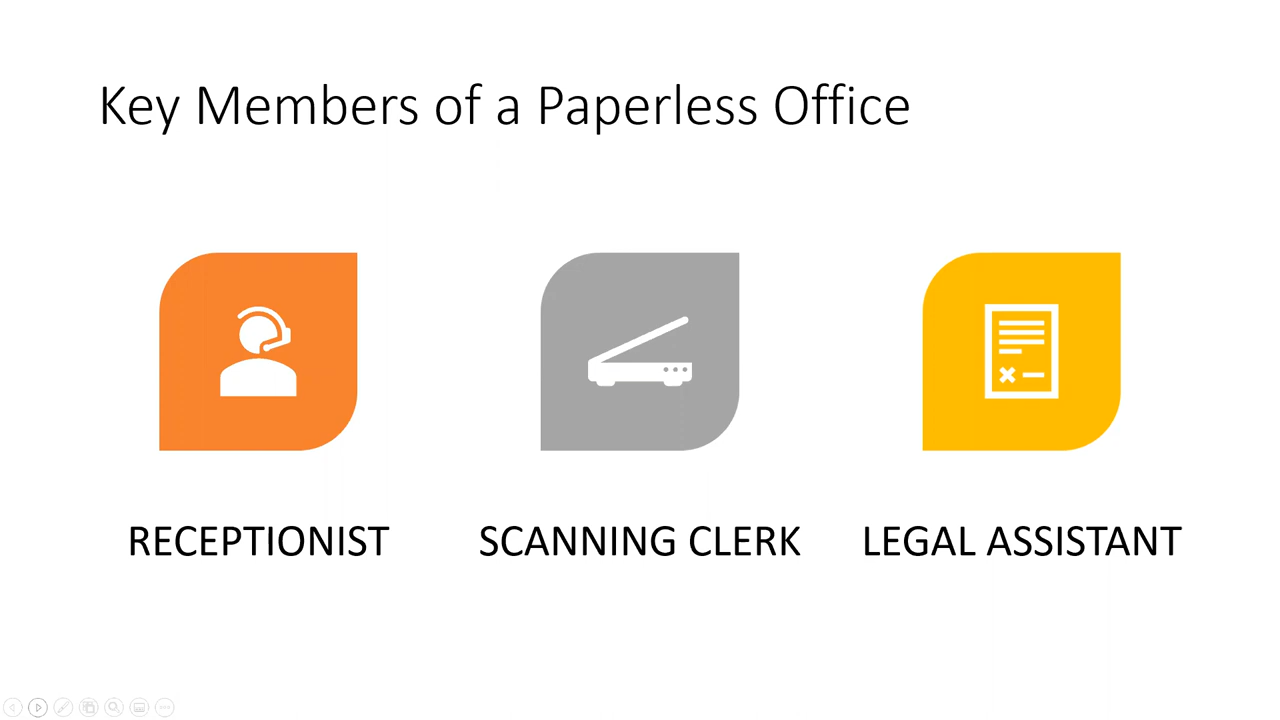 Key Members of a Paperless Office
RECEPTIONIST
SCANNING CLERK
LEGAL ASSISTANT